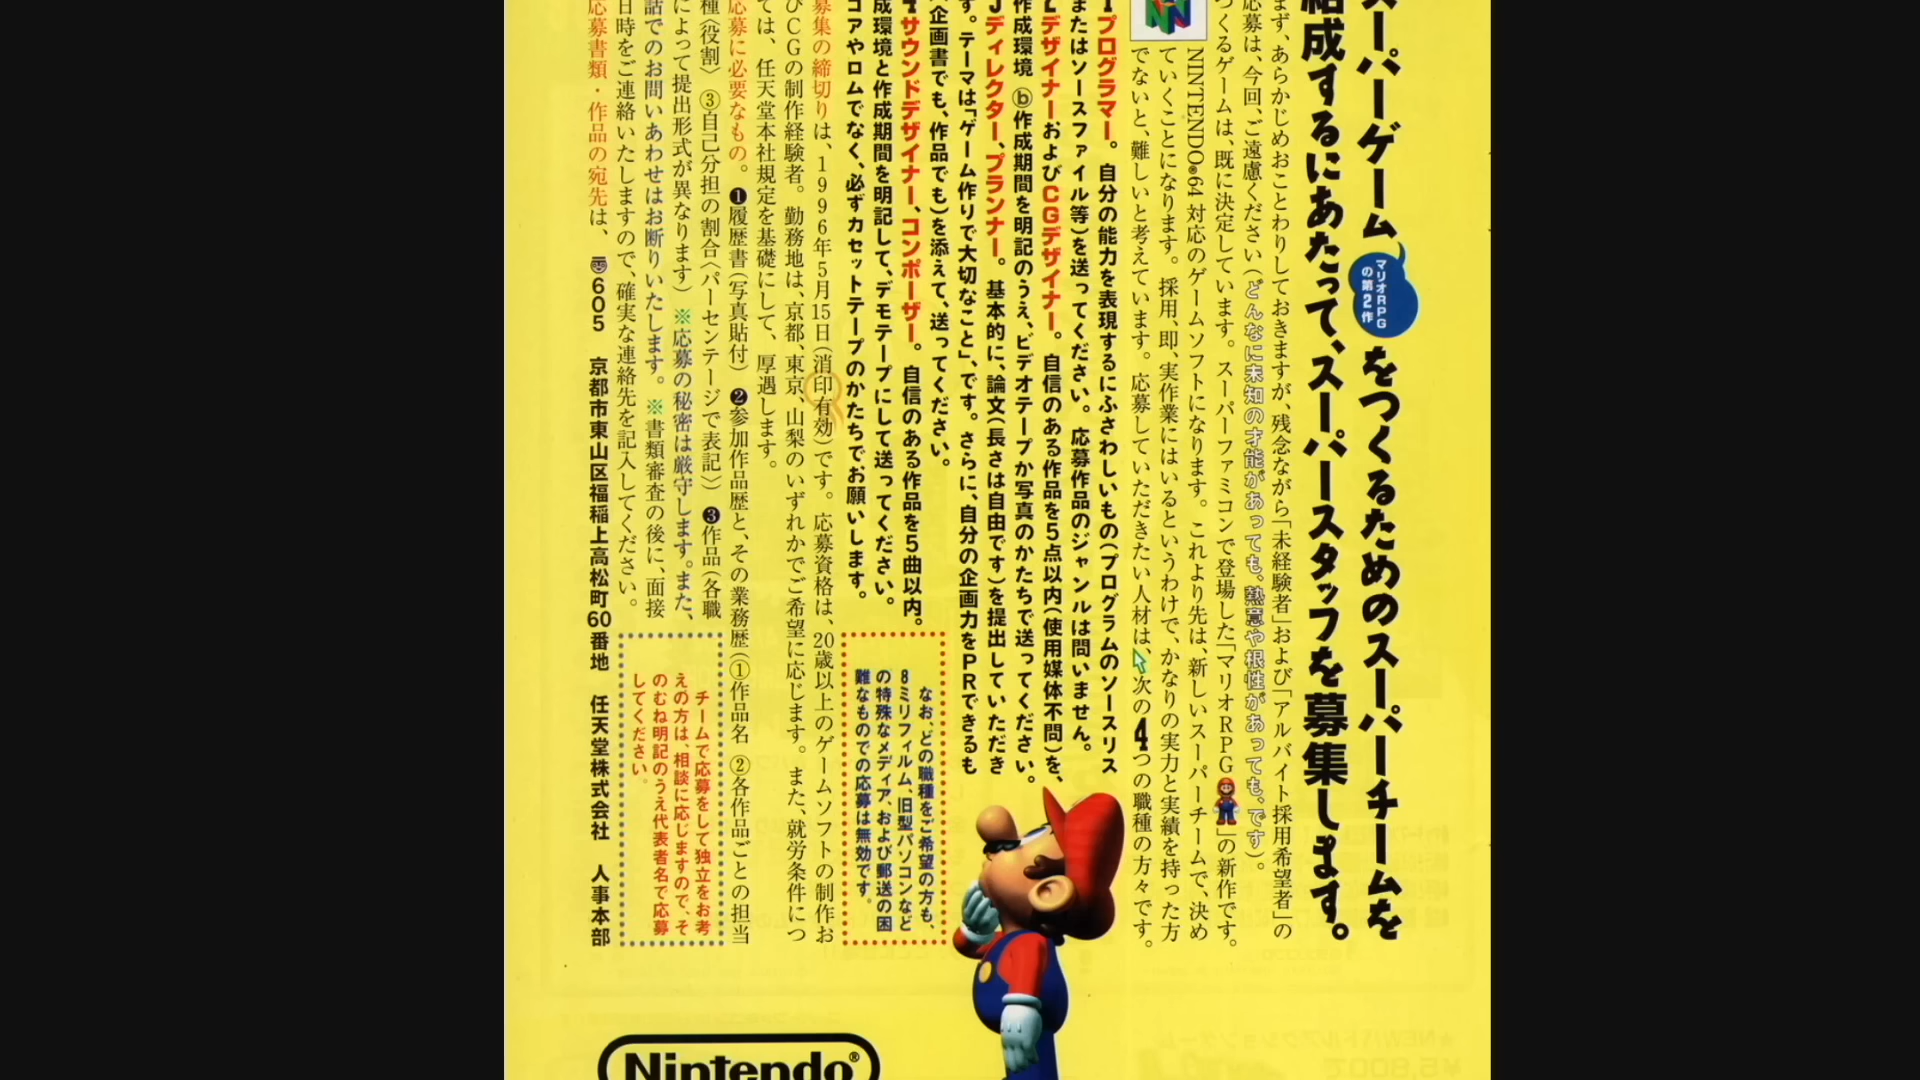 スーパーゲームをつくるためのスーパーチームを
マリオRPG
の第2作
結成するにあたって、スーパースタッフを募集します。
まず、あらかじめおことわりしておきますが、残念ながら「未経験者」および「アルバイト採用希望者」の
応募は、今回、ご遠慮ください(どんなに未知の才能があっても、熱意や根性があっても、です)。
つくるゲームは、既に決定しています。スーパーファミコンで登場した「マリオRPG」の新作です。
NINTENDO64対応のゲームソフトになります。これより先は、新しいスーパーチームで、決め
ていくことになります。採用、即、実作業にはいるというわけで、かなりの実力と実績を持った方
でないと、難しいと考えています。応募していただきたい人材は、次の4つの職種の方々です。
1プログラマー。自分の能力を表現するにふさわしいもの(プログラムのソースリス
またはソースファイル等)を送ってください。応募作品のジャンルは問いません。
2デザイナーおよびCGデザイナー。自信のある作品を5点以内(使用媒体不問)を、
作成環境 ⓑ作成期間を明記のうえ、ビデオテープか写真のかたちで送ってください。
3ディレクター、プランナー。基本的に、論文(長さは自由です)を提出していただき
す。テーマは「ゲーム作りで大切なこと」、です。さらに、自分の企画力をPRできるも
(企画書でも、作品でも)を添えて、送ってください。
4サウンドデザイナー、コンポーザー。自信のある作品を5曲以内。
成環境と作成期間を明記して、デモテープにして送ってください。
コアやロムでなく、必ずカセットテープのかたちでお願いします。
なお、どの職種をご希望の方も、
8ミリフィルム、旧型パソコンなど
の特殊なメディア、および郵送の困
難なものでの応募は無効です。
募集の締切りは、1996年5月15日(消印有効)です。応募資格は、20歳以上のゲームソフトの制作お
びCGの制作経験者。勤務地は、京都、東京、山梨のいずれかでご希望に応じます。また、就労条件につ
ては、任天堂本社規定を基礎にして、厚遇します。
応募に必要なもの。❶履歴書(写真貼付) ❷参加作品歴と、その業務歴(①作品名 ②各作品ごとの担当
種〈役割〉 ③自己分担の割合〈パーセンテージで表記〉) ❸作品(各職
によって提出形式が異なります) ※応募の秘密は厳守します。また、
話でのお問いあわせはお断りいたします。※書類審査の後に、面接
日時をご連絡いたしますので、確実な連絡先を記入してください。
応募書類・作品の宛先は、
〠605 京都市東山区福稲上高松町60番地 任天堂株式会社 人事本部
チームで応募をして独立をお考
えの方は、相談に応じますので、そ
のむね明記のうえ代表者名で応募
してください。
Nintendo®